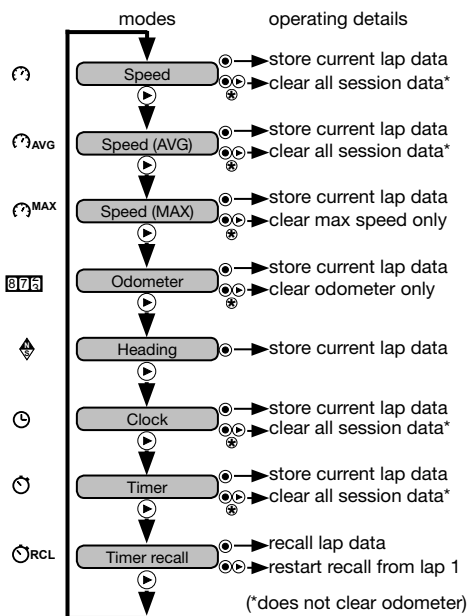 modes operating details
store current lap data
Speed
clear all session data*
store current lap data
AVG Speed (AVG)
clear all session data*
store current lap data
MAX Speed (MAX)
clear max speed only
store current lap data
Odometer
clear odometer only
N
S
Heading store current lap data
store current lap data
Clock
clear all session data*
store current lap data
Timer
clear all session data*
recall lap data
RCL Timer recall
restart recall from lap 1
(*does not clear odometer)